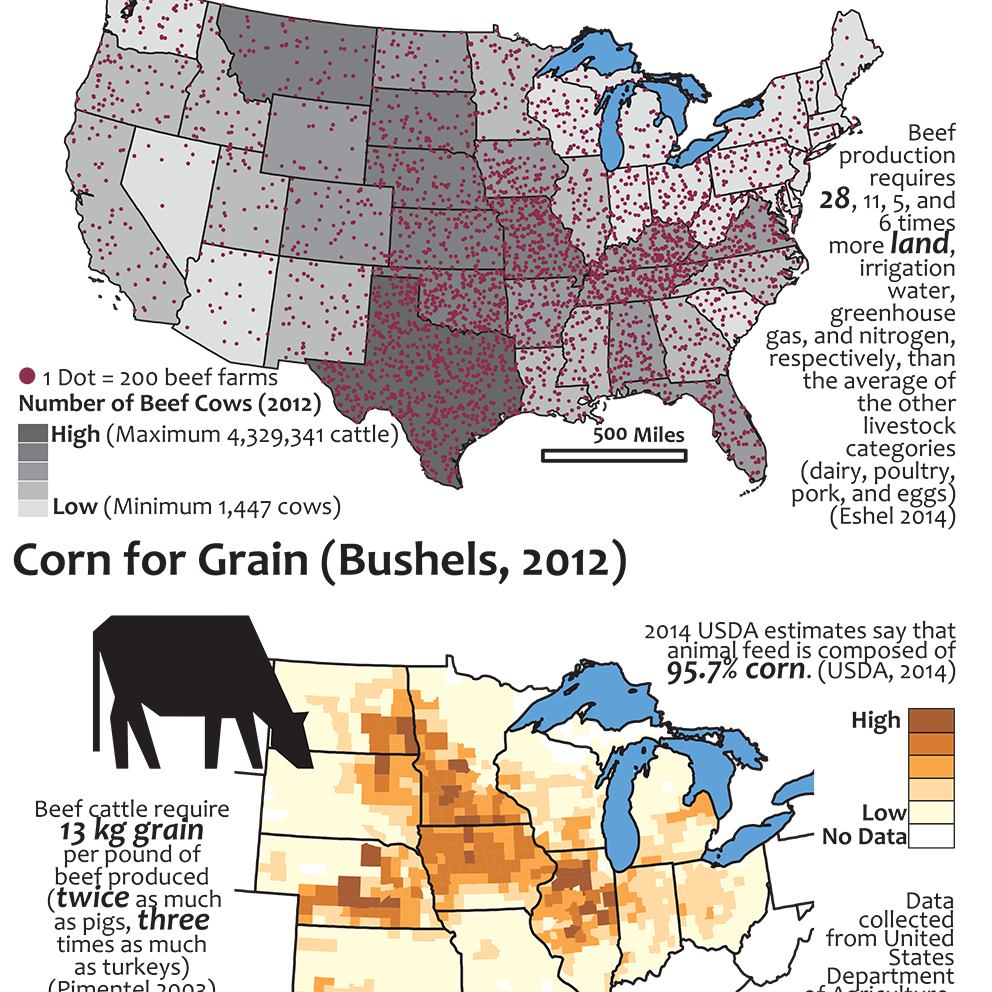 Beef
production
requires
28, 11, 5, and
6 times
more land,
irrigation
water,
greenhouse
gas, and nitrogen,
respectively, than
the average of
the other
livestock
categories
(dairy, poultry,
pork, and eggs)
(Eshel 2014)
1 Dot = 200 beef farms
Number of Beef Cows (2012)
High (Maximum 4,329,341 cattle)
Low (Minimum 1,447 cows)
500 Miles
Corn for Grain (Bushels, 2012)
2014 USDA estimates say that
animal feed is composed of
95.7% corn. (USDA, 2014)
High
Low
No Data
Beef cattle require
13 kg grain
per pound of
beef produced
(twice as much
as pigs, three
times as much
as turkeys)
(Pimentel 2003)
Data
collected
from United
States
Department
of Agriculture